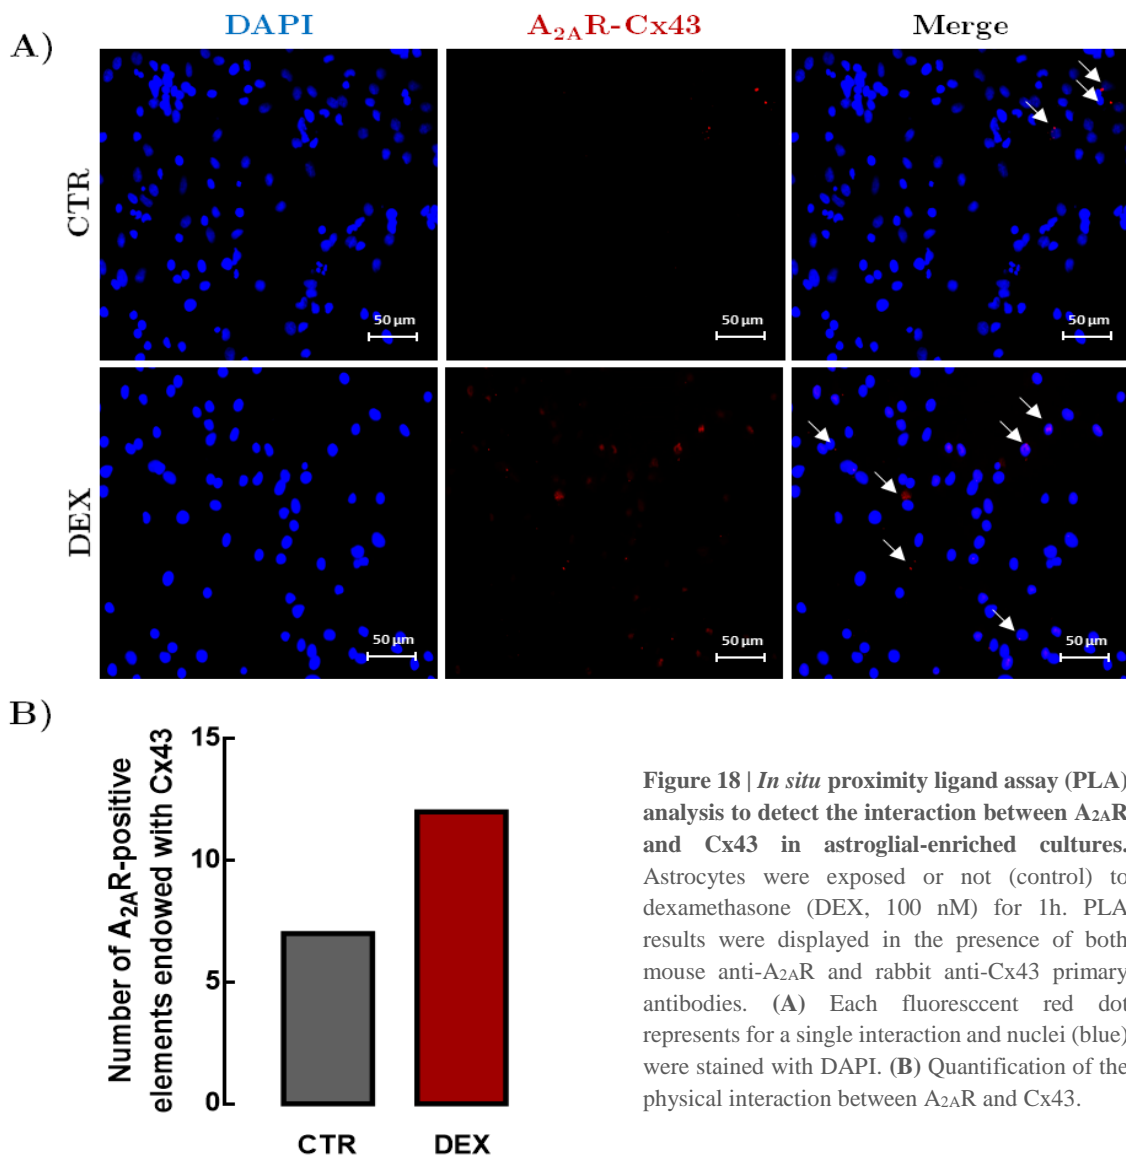 A)
DAPI
A2AR-Cx43
Merge
CTR
50 µm
50 µm
50 µm
DEX
50 µm
50 µm
50 µm
B)
Number of A2AR-positive
elements endowed with Cx43
15
10
5
0
CTR
DEX
Figure 18 | In situ proximity ligand assay (PLA)
analysis to detect the interaction between A2AR
and Cx43 in astroglial-enriched cultures.
Astrocytes were exposed or not (control) to
dexamethasone (DEX, 100 nM) for 1h. PLA
results were displayed in the presence of both
mouse anti-A2AR and rabbit anti-Cx43 primary
antibodies. (A) Each fluoresccent red dot
represents for a single interaction and nuclei (blue)
were stained with DAPI. (B) Quantification of the
physical interaction between A2AR and Cx43.